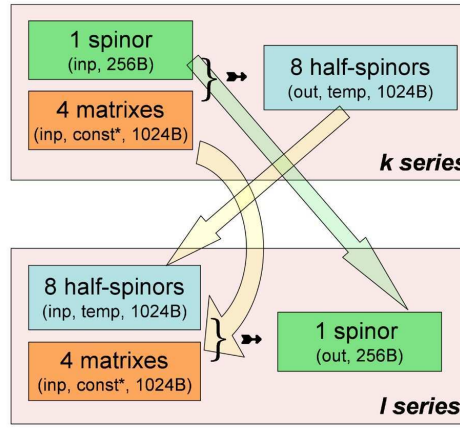 1 spinor
(inp, 256B)
4 matrixes
(inp, const*, 1024B)
8 half-spinors
(out, temp, 1024B)
k series
8 half-spinors
(inp, temp, 1024B)
4 matrixes
(inp, const*, 1024B)
1 spinor
(out, 256B)
l series